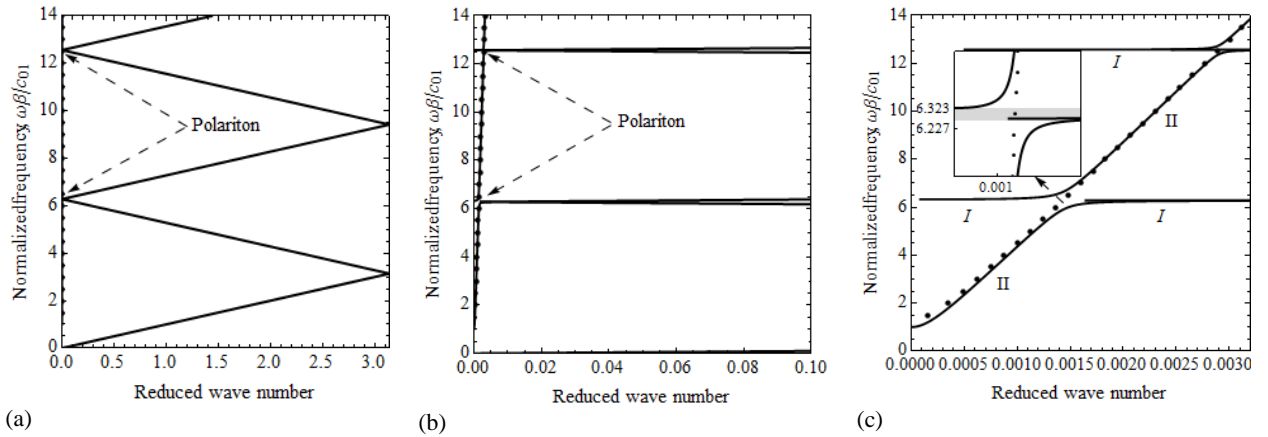 14
12
10
8
6
4
2
0
Normalizedfrequency, ωβ/c01
Polariton
0.0 0.5 1.0 1.5 2.0 2.5 3.0
Reduced wave number
(a)
14
12
10
8
6
4
2
0
Normalizedfrequency, ωβ/c01
Polariton
0.00 0.02 0.04 0.06 0.08 0.10
Reduced wave number
(b)
14
12
10
8
6
4
2
0
Normalizedfrequency, ωβ/c01
I
6.323
6.227
0.001
II
I I
II
0.0000 0.0005 0.0010 0.0015 0.0020 0.0025 0.0030
Reduced wave number
(c)